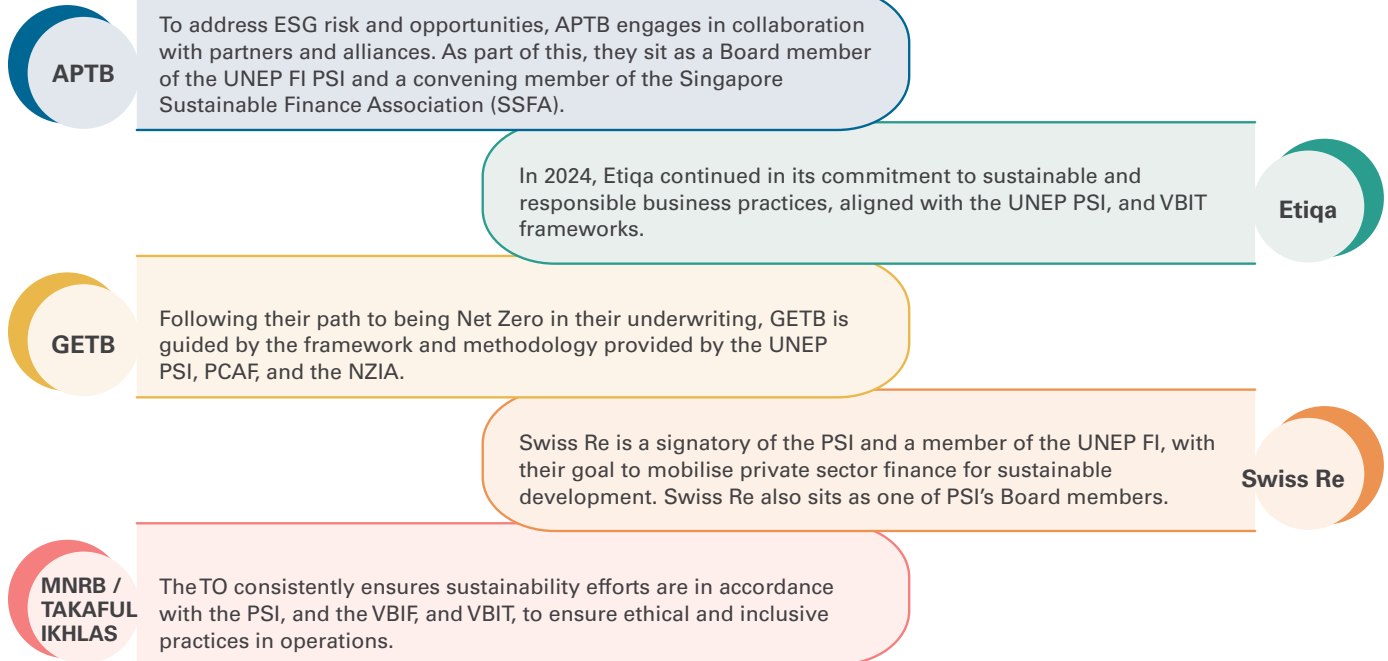 APTB
To address ESG risk and opportunities, APTB engages in collaboration
with partners and alliances. As part of this, they sit as a Board member
of the UNEP FI PSI and a convening member of the Singapore
Sustainable Finance Association (SSFA).
In 2024, Etiqa continued in its commitment to sustainable and
responsible business practices, aligned with the UNEP PSI, and VBIT
frameworks.
Etiqa
GETB
Following their path to being Net Zero in their underwriting, GETB is
guided by the framework and methodology provided by the UNEP
PSI, PCAF, and the NZIA.
Swiss Re is a signatory of the PSI and a member of the UNEP FI, with
their goal to mobilise private sector finance for sustainable
development. Swiss Re also sits as one of PSI’s Board members.
Swiss Re
MNRB /
TAKAFUL
IKHLAS
The TO consistently ensures sustainability efforts are in accordance
with the PSI, and the VBIF, and VBIT, to ensure ethical and inclusive
practices in operations.